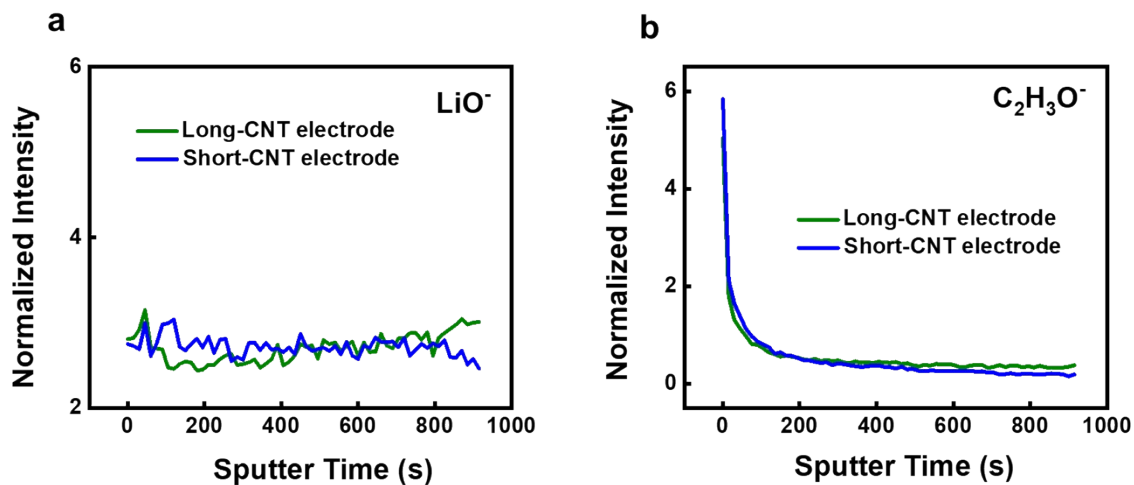 a
LiO⁻
Long-CNT electrode
Short-CNT electrode
Normalized Intensity
6
4
2
0 200 400 600 800 1000
Sputter Time (s)
b
C₂H₃O⁻
Long-CNT electrode
Short-CNT electrode
Normalized Intensity
6
4
2
0
0 200 400 600 800 1000
Sputter Time (s)